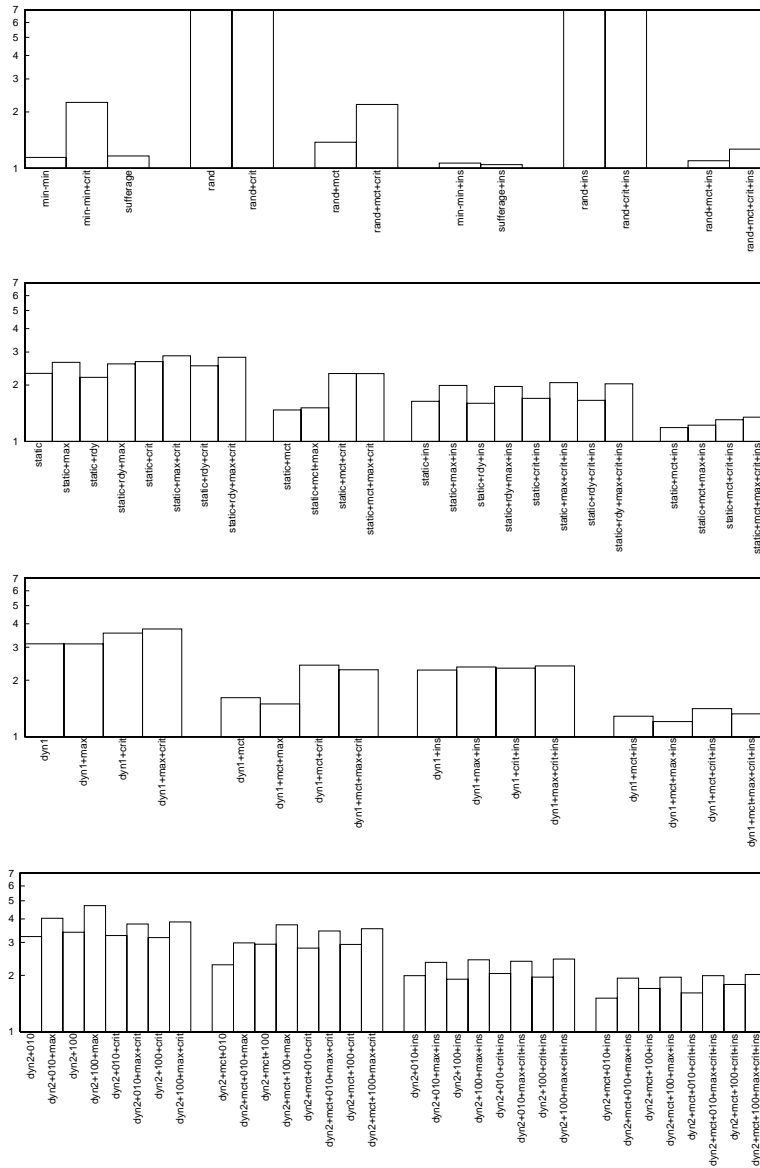 7
6
5
4
3
2
1
min-min
min-min+crit
sufferage
rand
rand+crit
rand+mct
rand+mct+crit
min-min+ins
sufferage+ins
rand+ins
rand+crit+ins
rand+mct+ins
rand+mct+crit+ins
7
6
5
4
3
2
1
static
static+max
static+rdy
static+rdy+max
static+crit
static+max+crit
static+rdy+crit
static+rdy+max+crit
static+mct
static+mct+max
static+mct+crit
static+mct+max+crit
static+ins
static+max+ins
static+rdy+ins
static+rdy+max+ins
static+crit+ins
static+max+crit+ins
static+rdy+crit+ins
static+rdy+max+crit+ins
static+mct+ins
static+mct+max+ins
static+mct+crit+ins
static+mct+max+crit+ins
7
6
5
4
3
2
1
dyn1
dyn1+max
dyn1+crit
dyn1+max+crit
dyn1+mct
dyn1+mct+max
dyn1+mct+crit
dyn1+mct+max+crit
dyn1+ins
dyn1+max+ins
dyn1+crit+ins
dyn1+max+crit+ins
dyn1+mct+ins
dyn1+mct+max+ins
dyn1+mct+crit+ins
dyn1+mct+max+crit+ins
7
6
5
4
3
2
1
dyn2+010
dyn2+010+max
dyn2+100
dyn2+100+max
dyn2+010+crit
dyn2+010+max+crit
dyn2+100+crit
dyn2+100+max+crit
dyn2+mct+010
dyn2+mct+010+max
dyn2+mct+100
dyn2+mct+100+max
dyn2+mct+010+crit
dyn2+mct+010+max+crit
dyn2+mct+100+crit
dyn2+mct+100+max+crit
dyn2+010+ins
dyn2+010+max+ins
dyn2+100+ins
dyn2+100+max+ins
dyn2+010+crit+ins
dyn2+010+max+crit+ins
dyn2+100+crit+ins
dyn2+100+max+crit+ins
dyn2+mct+010+ins
dyn2+mct+010+max+ins
dyn2+mct+100+ins
dyn2+mct+100+max+ins
dyn2+mct+010+crit+ins
dyn2+mct+010+max+crit+ins
dyn2+mct+100+crit+ins
dyn2+mct+100+max+crit+ins